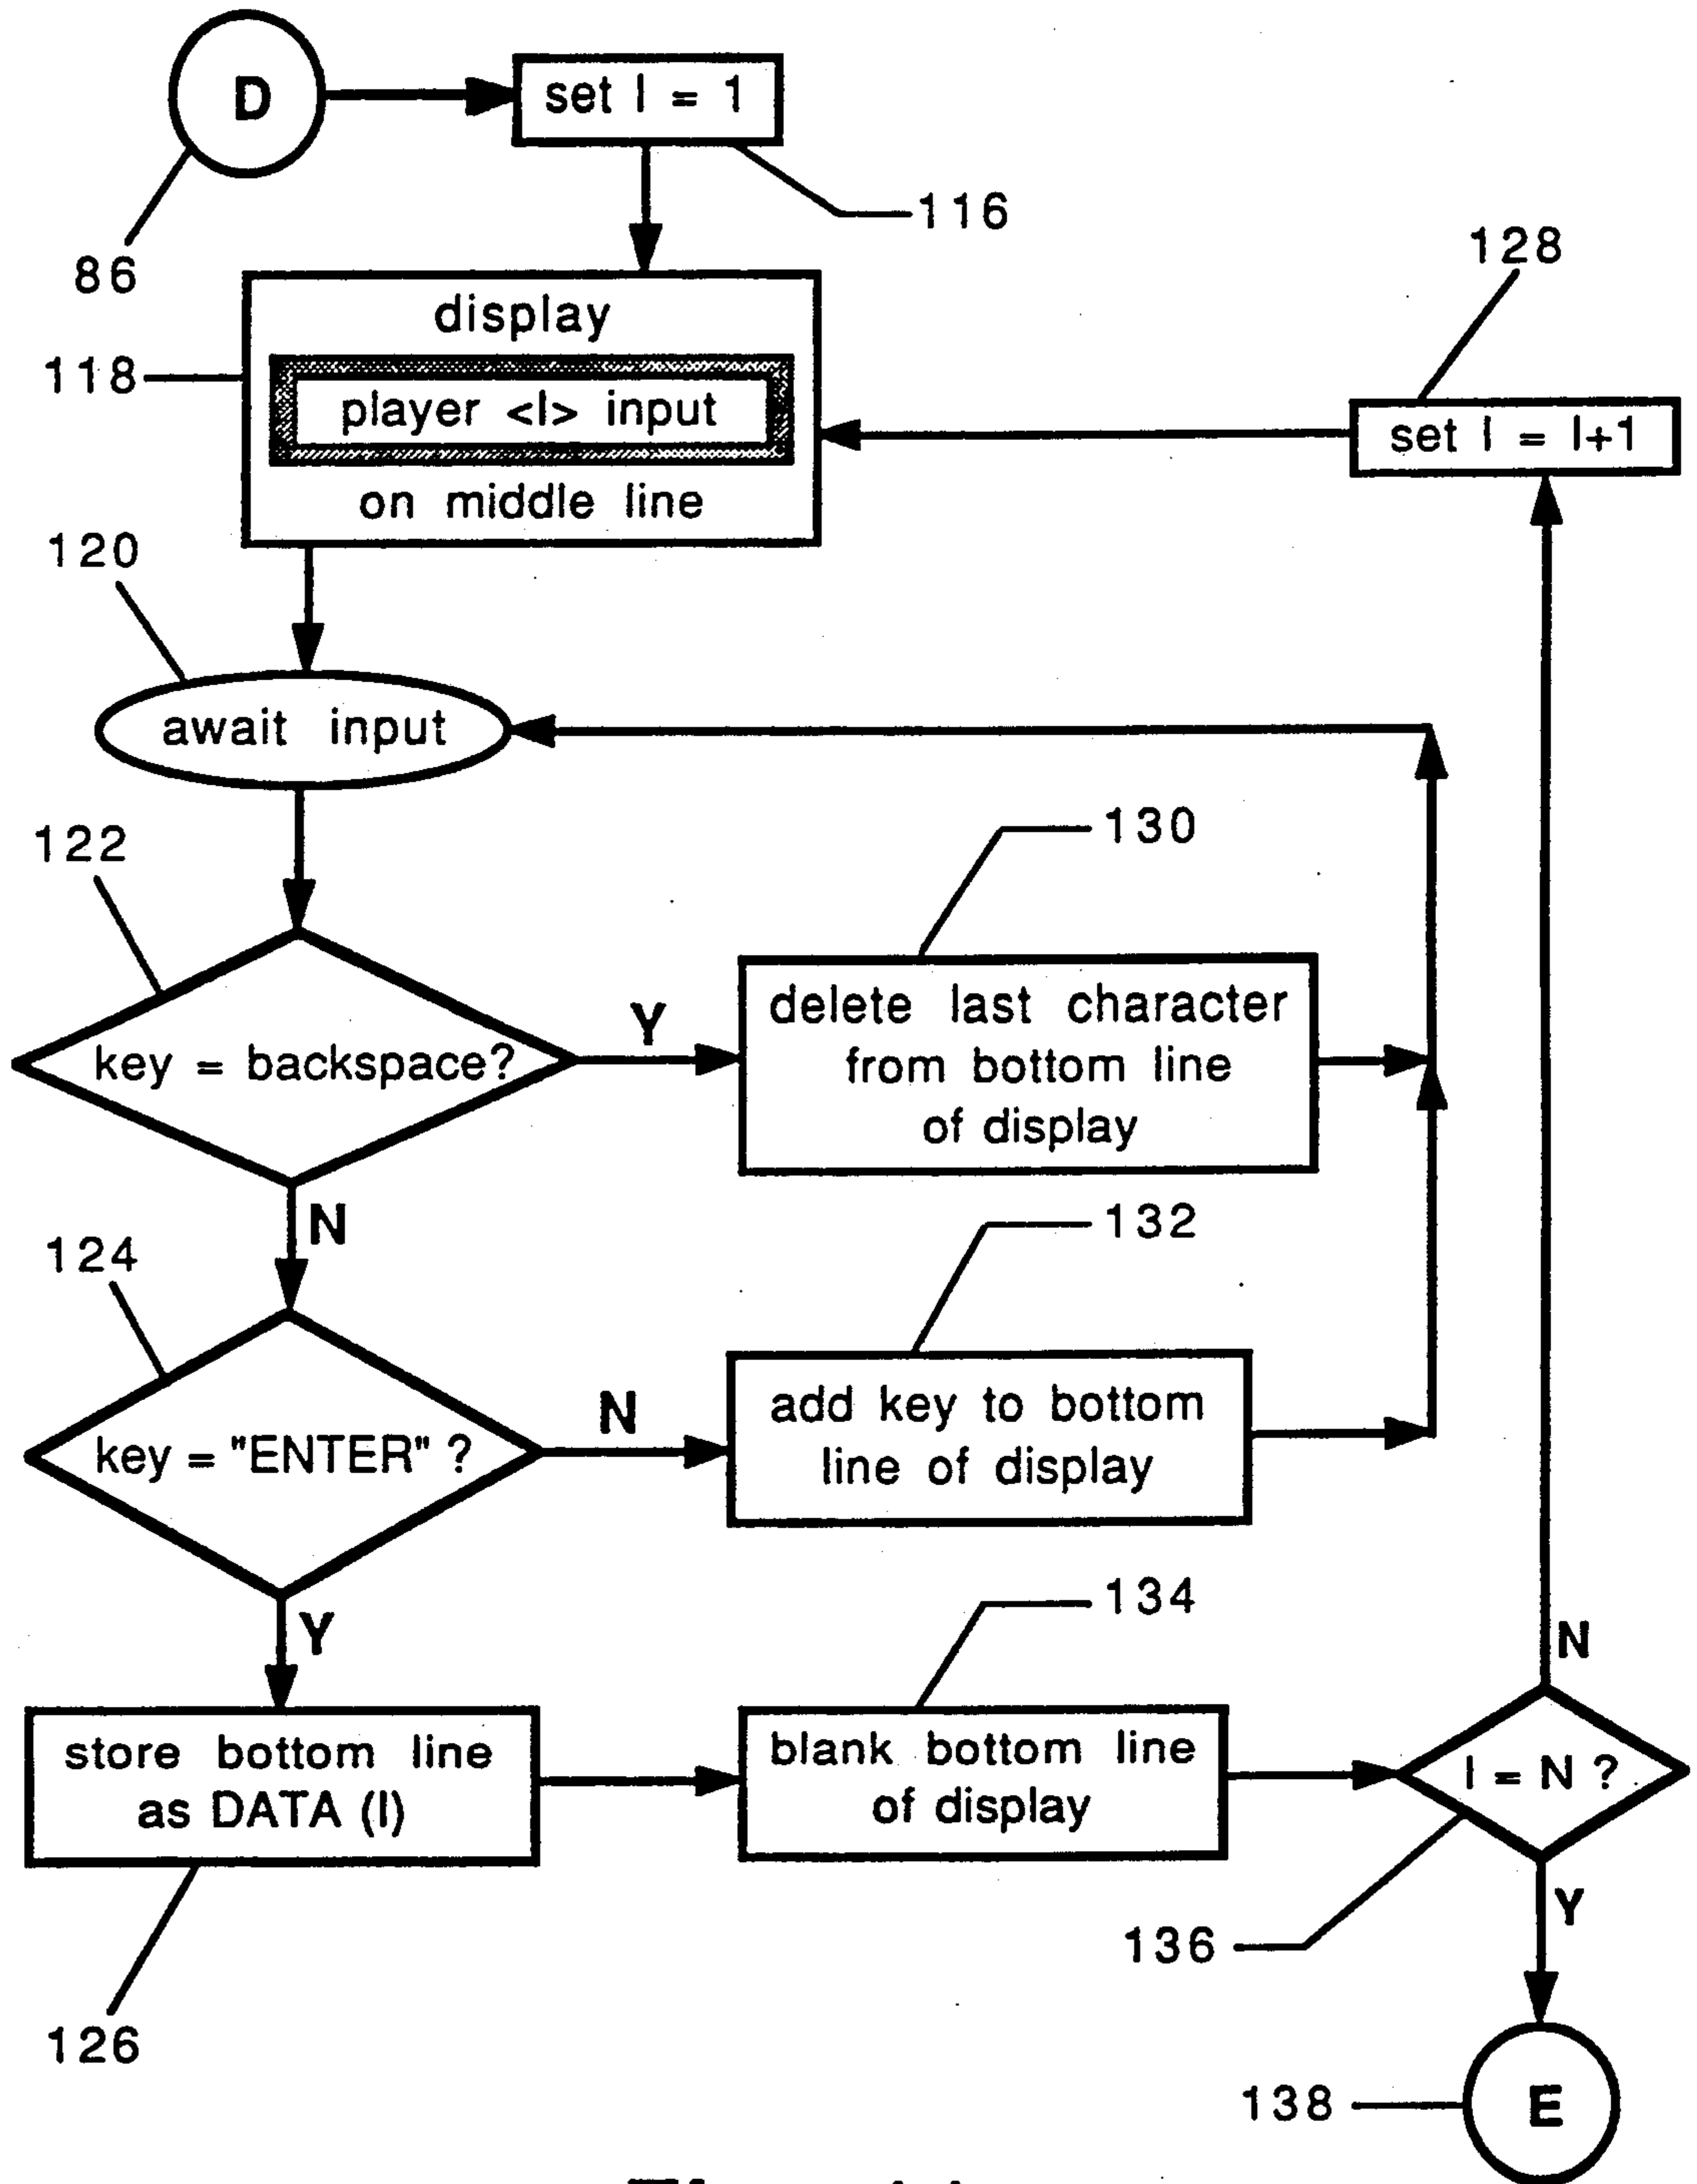 D
set I = 1
116
86
128
display
118
player <I> input
set I = I+1
on middle line
120
await input
130
122
delete last character
Y
key = backspace?
from bottom line
of display
N
132
124
add key to bottom
N
key = "ENTER" ?
line of display
134
Y
N
store bottom line
as DATA (I)
blank bottom line
of display
I = N ?
136
Y
126
138
E